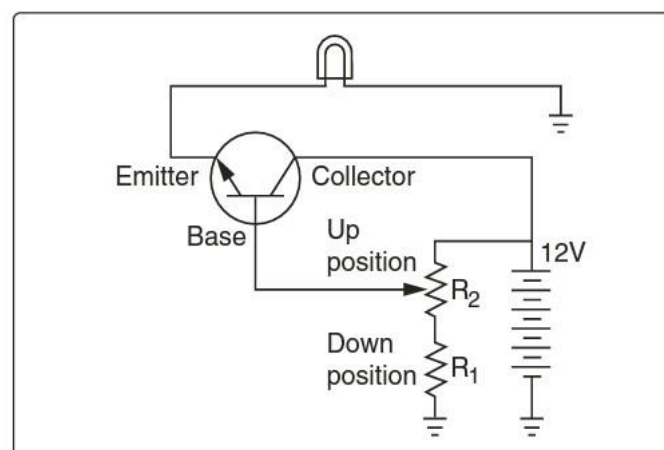 Emitter
Collector
Base
Up
position
12V
R2
Down
position
R1